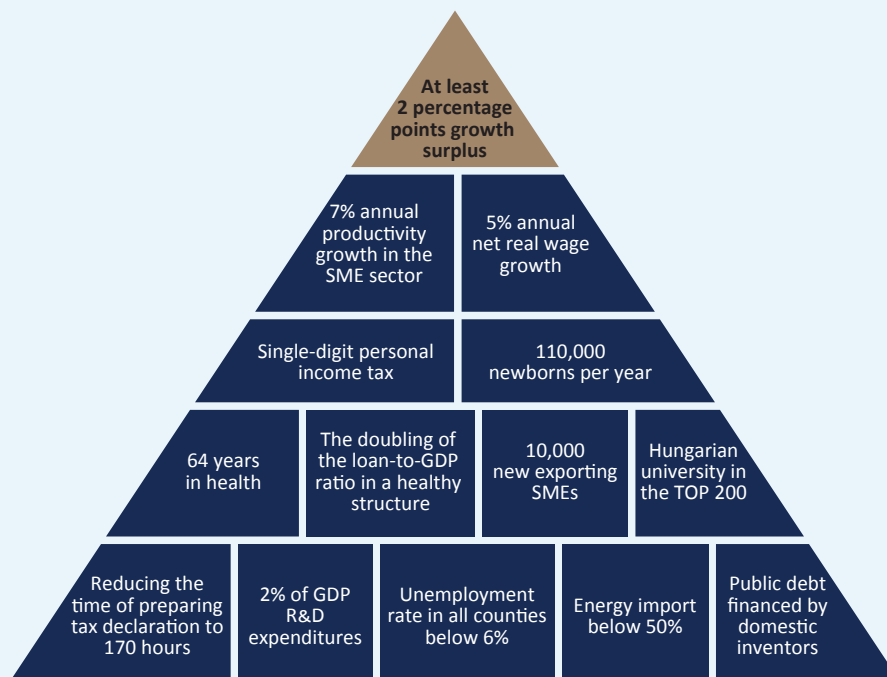 At least
2 percentage
points growth
surplus
7% annual
productivity
growth in the
SME sector
5% annual
net real wage
growth
Single-digit personal
income tax
110,000
newborns per year
64 years
in health
The doubling of
the loan-to-GDP
ratio in a healthy
structure
10,000
new exporting
SMEs
Hungarian
university in
the TOP 200
Reducing the
time of preparing
tax declaration to
170 hours
2% of GDP
R&D
expenditures
Unemployment
rate in all counties
below 6%
Energy import
below 50%
Public debt
financed by
domestic
inventors